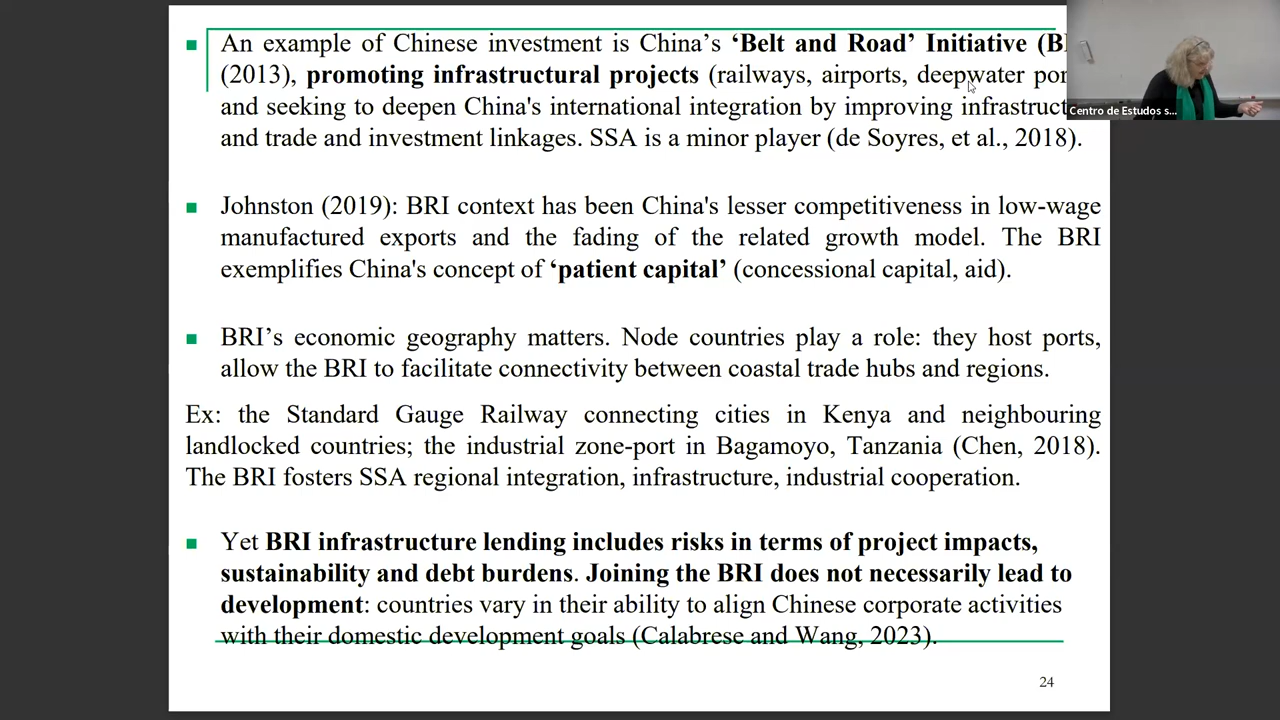 An example of Chinese investment is China's ‘Belt and Road’ Initiative (B
(2013), promoting infrastructural projects (railways, airports, deepwater por
and seeking to deepen China's international integration by improving infrastruct
and trade and investment linkages. SSA is a minor player (de Soyres, et al., 2018).
Centro de Estudos s...
Johnston (2019): BRI context has been China's lesser competitiveness in low-wage
manufactured exports and the fading of the related growth model. The BRI
exemplifies China's concept of ‘patient capital’ (concessional capital, aid).
BRI’s economic geography matters. Node countries play a role: they host ports,
allow the BRI to facilitate connectivity between coastal trade hubs and regions.
Ex: the Standard Gauge Railway connecting cities in Kenya and neighbouring
landlocked countries; the industrial zone-port in Bagamoyo, Tanzania (Chen, 2018).
The BRI fosters SSA regional integration, infrastructure, industrial cooperation.
Yet BRI infrastructure lending includes risks in terms of project impacts,
sustainability and debt burdens. Joining the BRI does not necessarily lead to
development: countries vary in their ability to align Chinese corporate activities
with their domestic development goals (Calabrese and Wang, 2023).
24